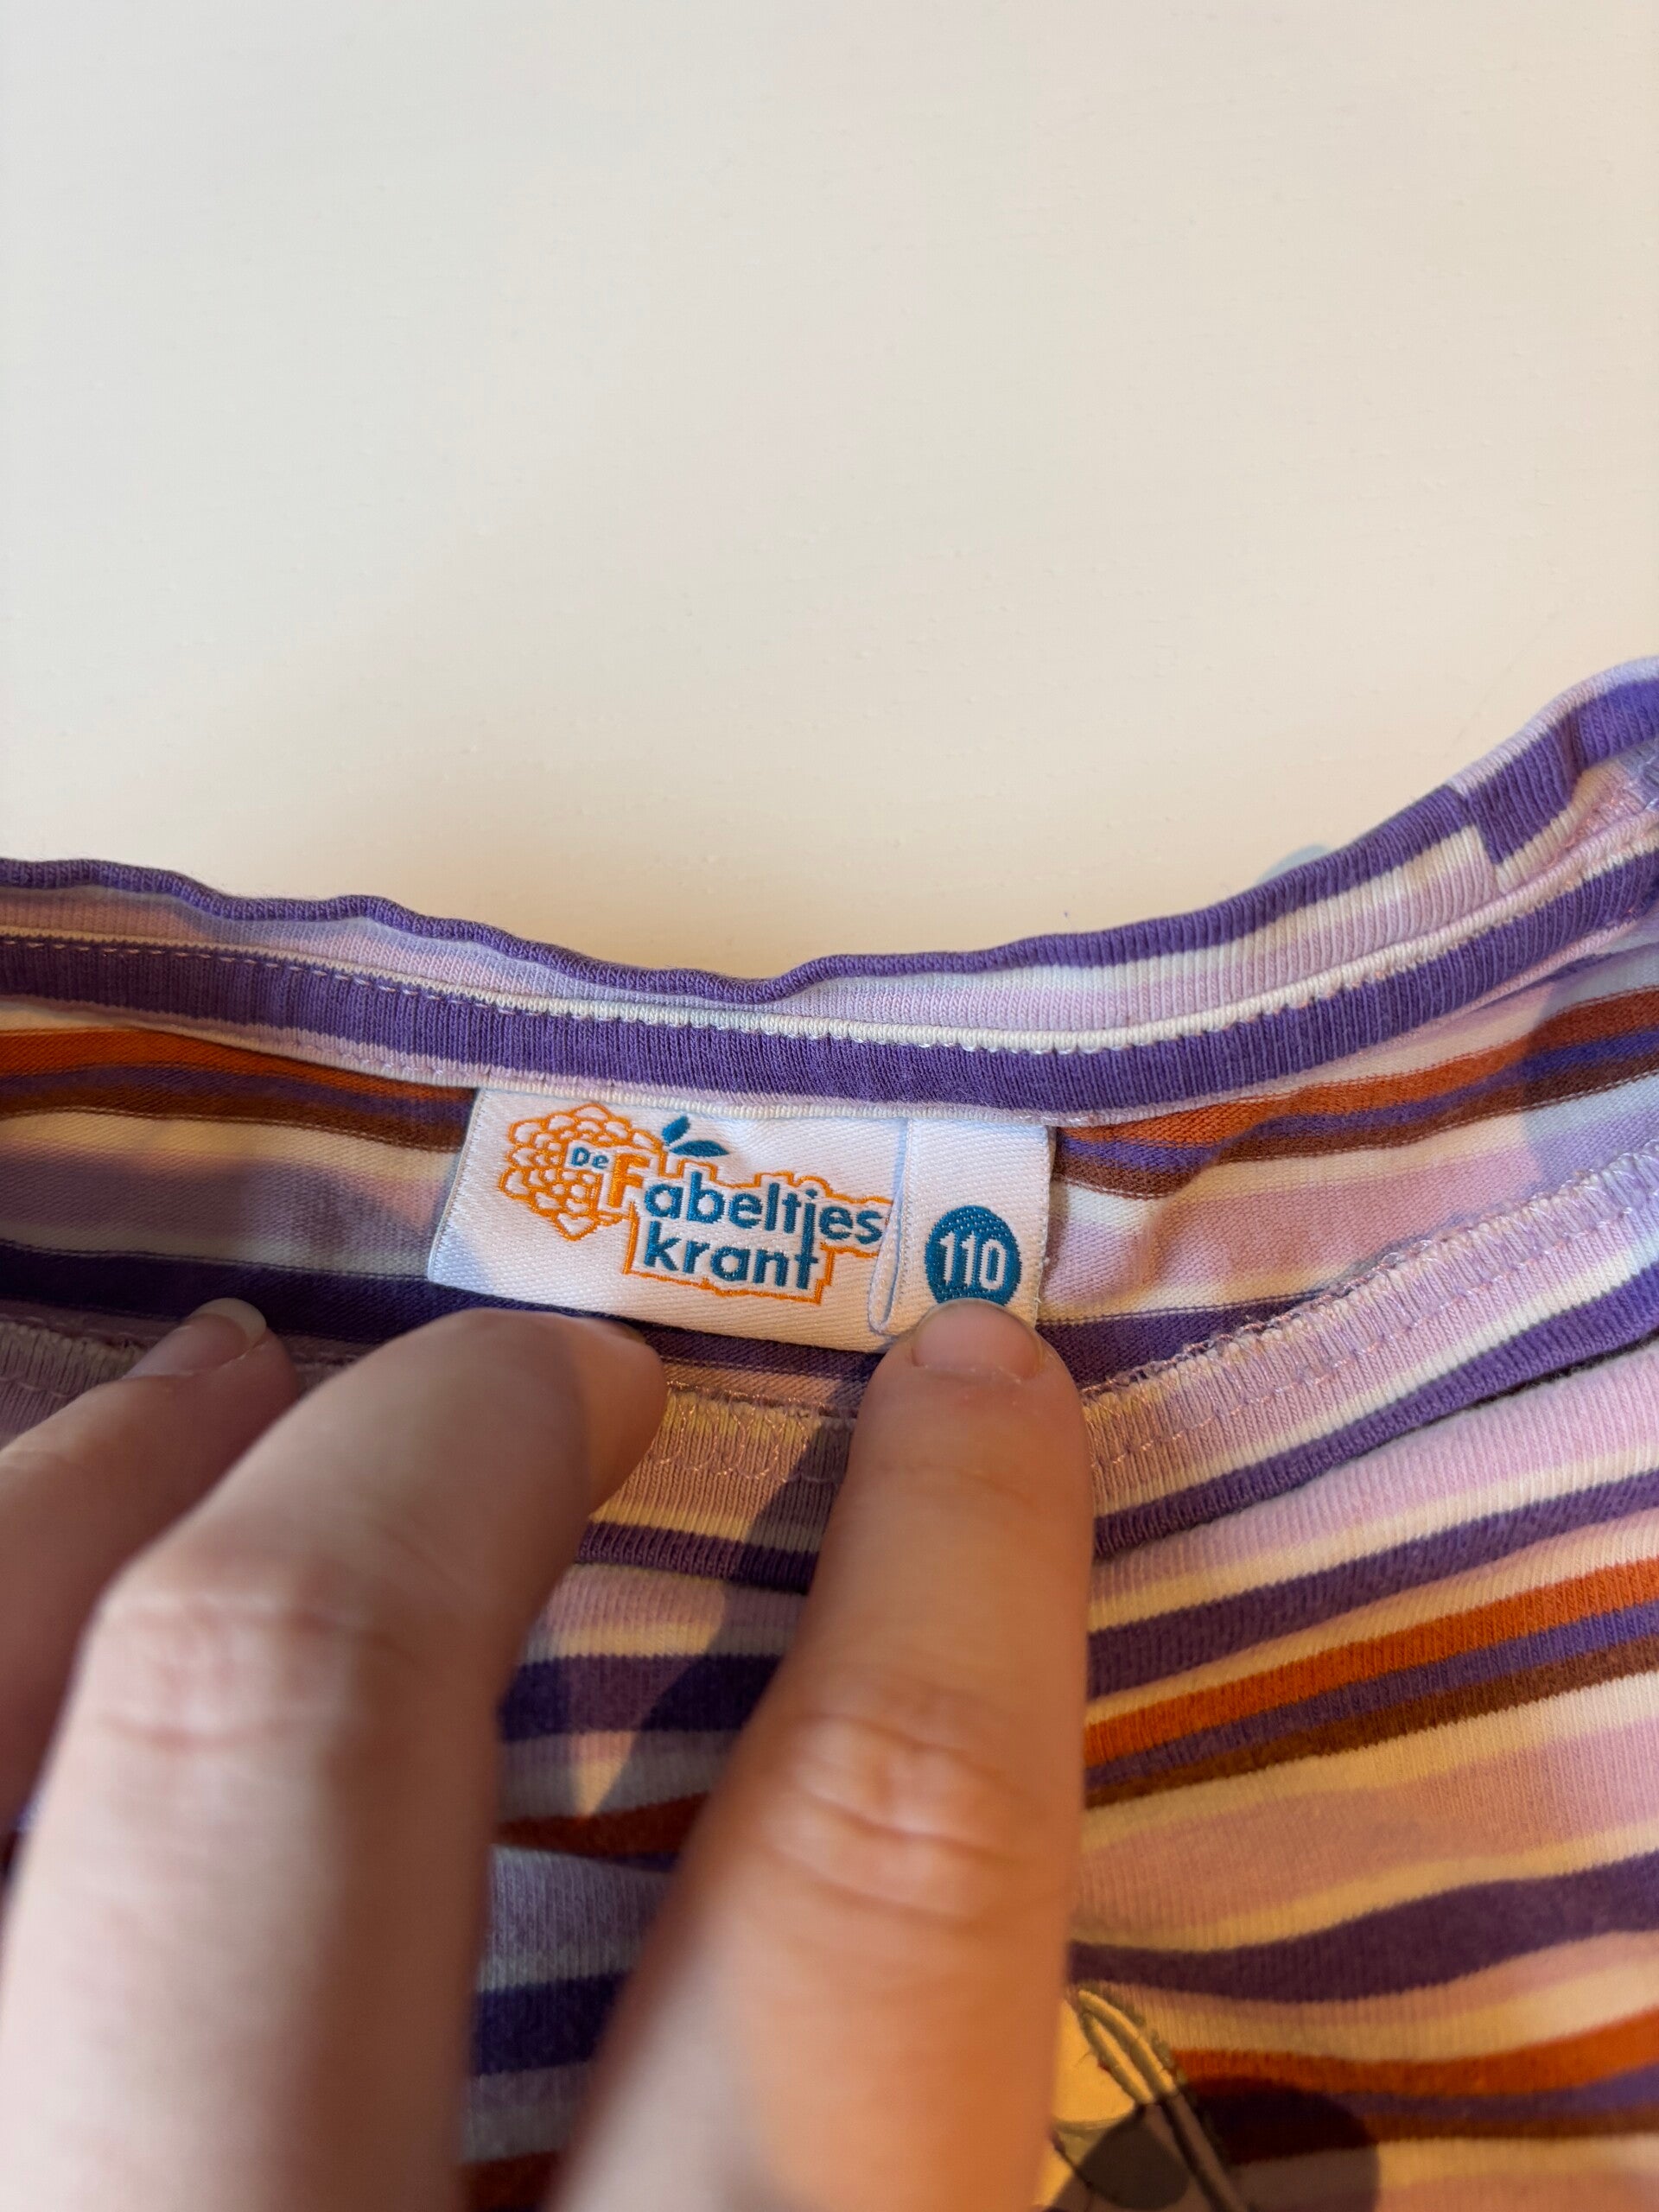 De Fabeltjes
krant
110